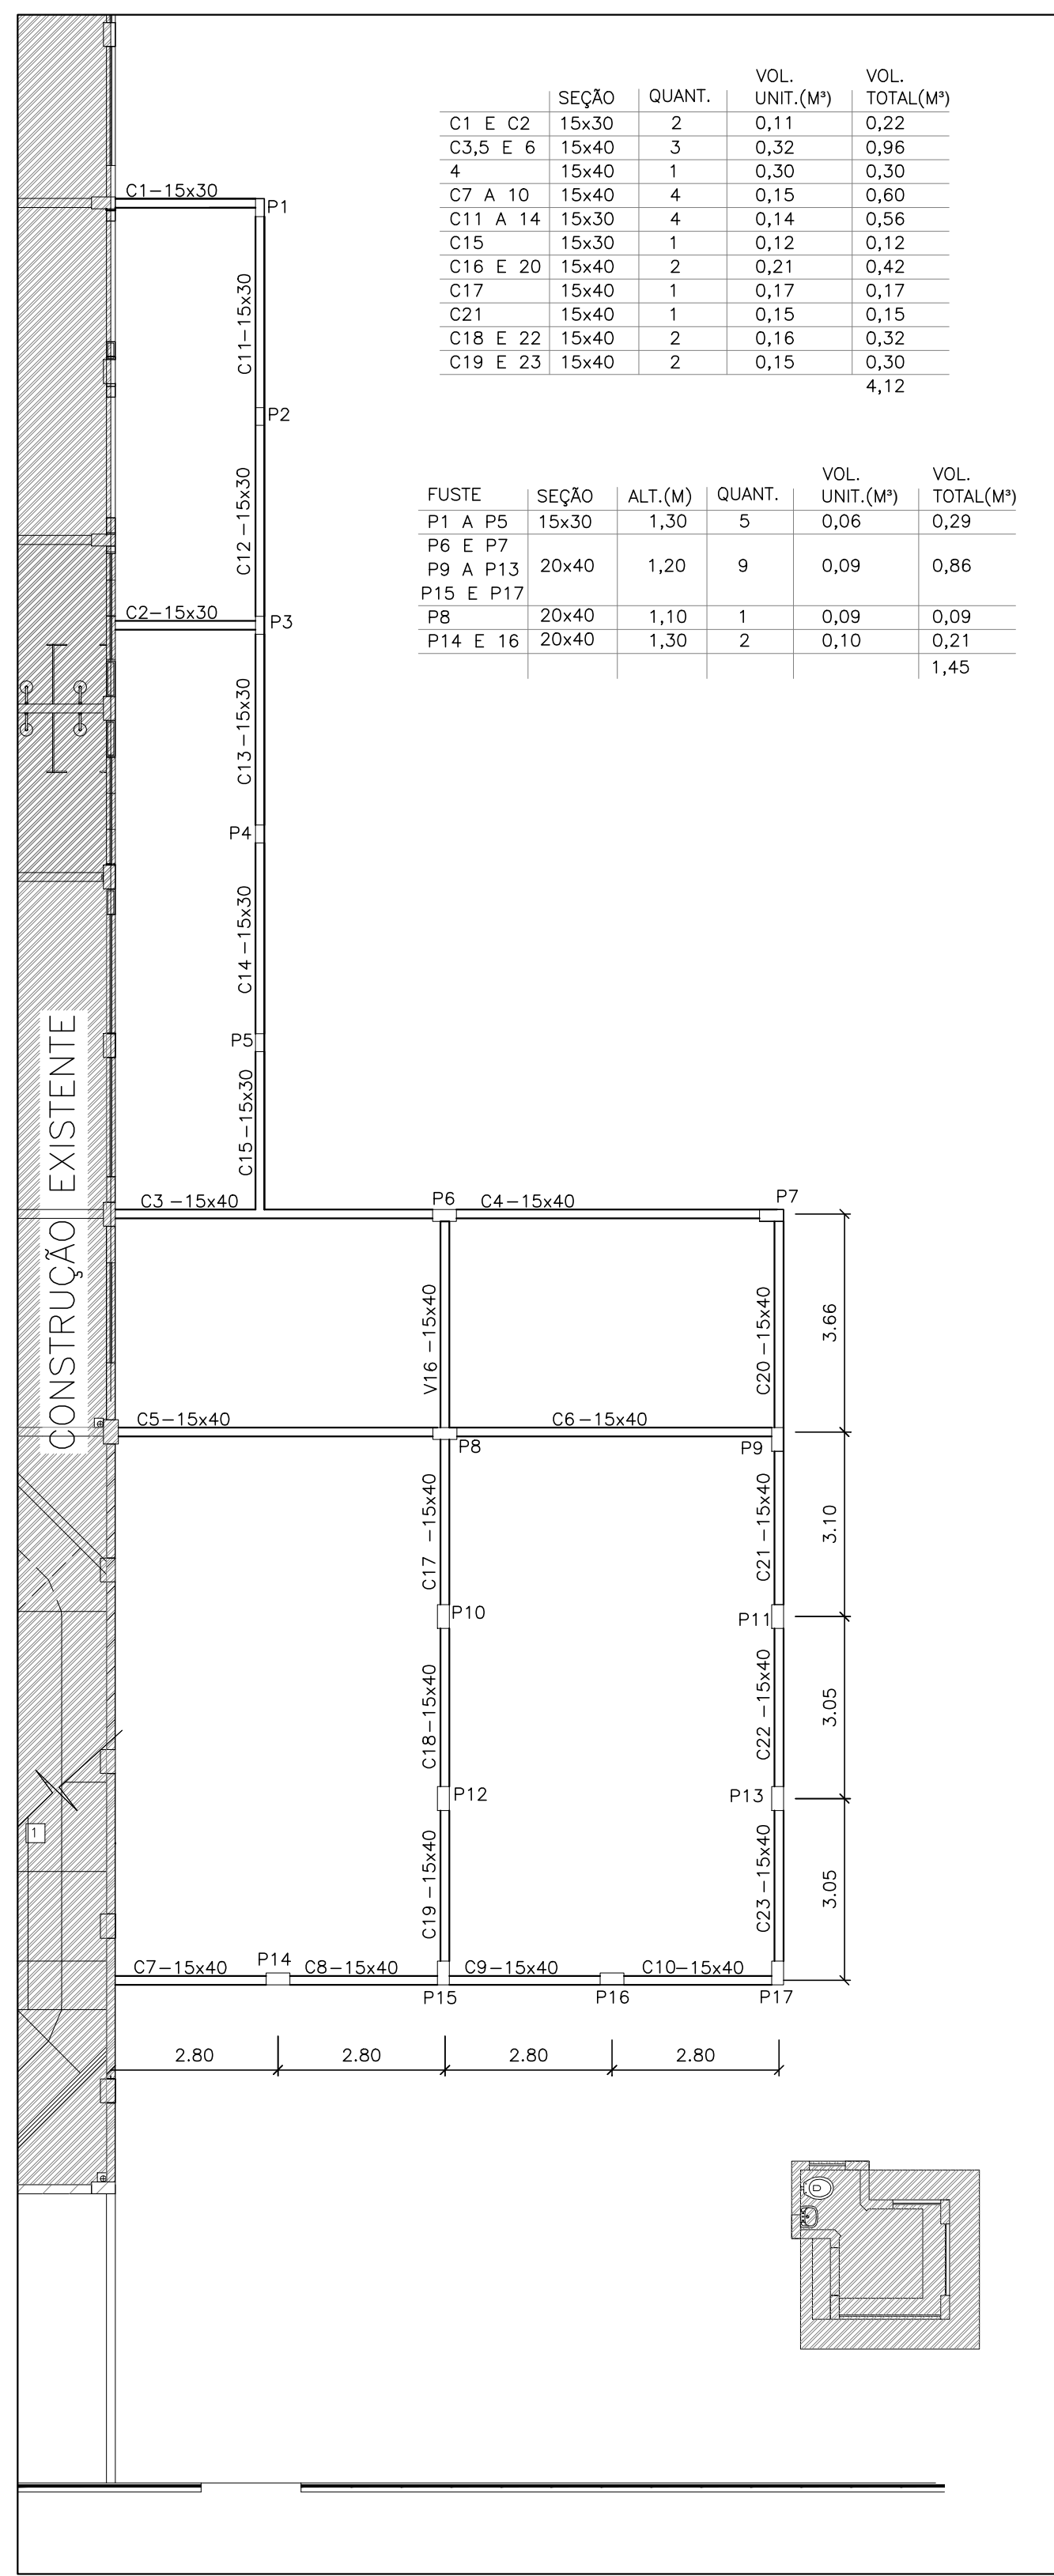 VOL. VOL.
SEÇÃO QUANT. UNIT.(M³) TOTAL(M³)
C1 E C2 15x30 2 0,11 0,22
C3,5 E 6 15x40 3 0,32 0,96
4 15x40 1 0,30 0,30
C7 A 10 15x40 4 0,15 0,60
C11 A 14 15x30 4 0,14 0,56
C15 15x30 1 0,12 0,12
C16 E 20 15x40 2 0,21 0,42
C17 15x40 1 0,17 0,17
C21 15x40 1 0,15 0,15
C18 E 22 15x40 2 0,16 0,32
C19 E 23 15x40 2 0,15 0,30
4,12
VOL. VOL.
FUSTE SEÇÃO ALT.(M) QUANT. UNIT.(M³) TOTAL(M³)
P1 A P5 15x30 1,30 5 0,06 0,29
P6 E P7
P9 A P13 20x40 1,20 9 0,09 0,86
P15 E P17
P8 20x40 1,10 1 0,09 0,09
P14 E 16 20x40 1,30 2 0,10 0,21
1,45
C1-15x30
P1
C11-15x30
P2
C12-15x30
C2-15x30
P3
C13-15x30
P4
C14-15x30
P5
C15-15x30
CONSTRUÇÃO EXISTENTE
C3-15x40
P6
C4-15x40
P7
V16-15x40
C20-15x40
3.66
C5-15x40
C6-15x40
P8
P9
C17-15x40
C21-15x40
3.10
P10
P11
C18-15x40
C22-15x40
3.05
P12
P13
1
C19-15x40
C23-15x40
3.05
C7-15x40
P14
C8-15x40
C9-15x40
C10-15x40
P15
P16
P17
2.80
2.80
2.80
2.80